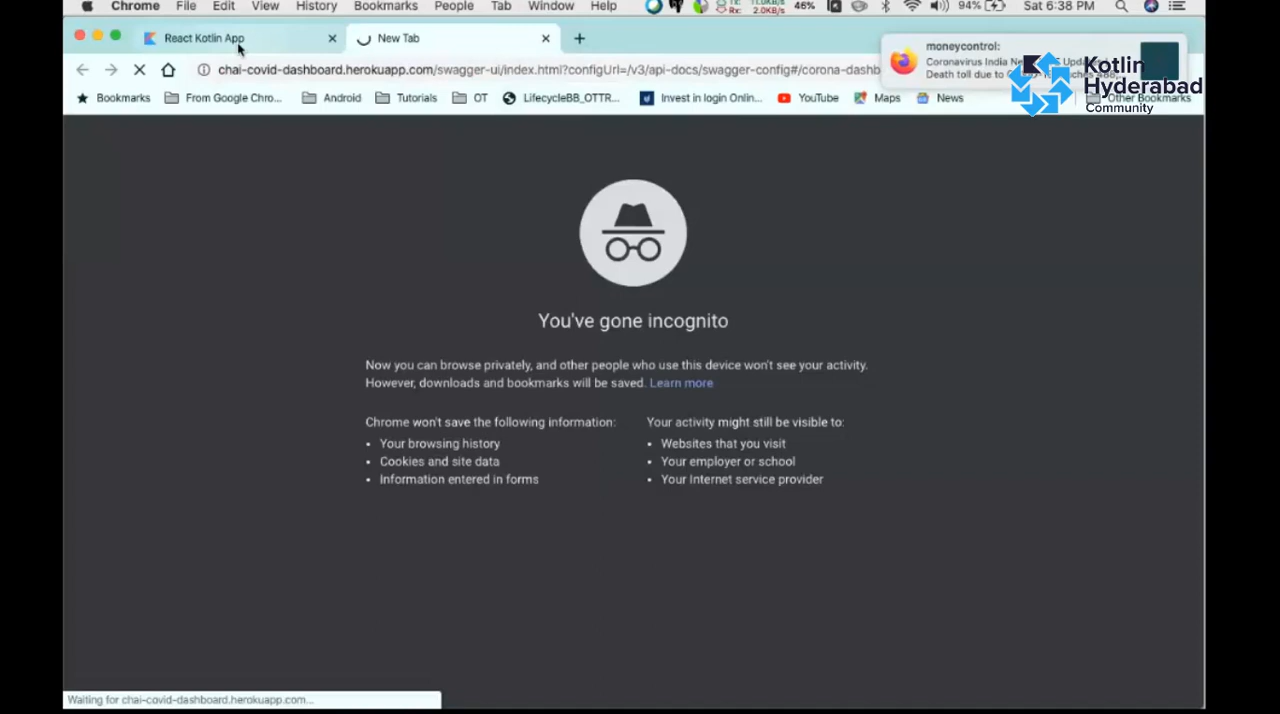 Chrome File Edit View History Bookmarks People Tab Window Help Rx: 2.0KB/s 46% 94% Sat 6:38 PM
React Kotlin App New Tab
moneycontrol:
Coronavirus India
Death toll due to
chai-covid-dashboard.herokuapp.com/swagger-ui/index.html?configUrl=/v3/api-docs/swagger-config#/corona-dashb
Kotlin
Hyderabad
Community
Bookmarks From Google Chro... Android Tutorials OT LifecycleBB_OTTR... Invest in login Onlin... YouTube Maps News Other Bookmarks
You've gone incognito
Now you can browse privately, and other people who use this device won't see your activity.
However, downloads and bookmarks will be saved. Learn more
Chrome won't save the following information:
Your browsing history
Cookies and site data
Information entered in forms
Your activity might still be visible to:
Websites that you visit
Your employer or school
Your Internet service provider
Waiting for chai-covid-dashboard.herokuapp.com...